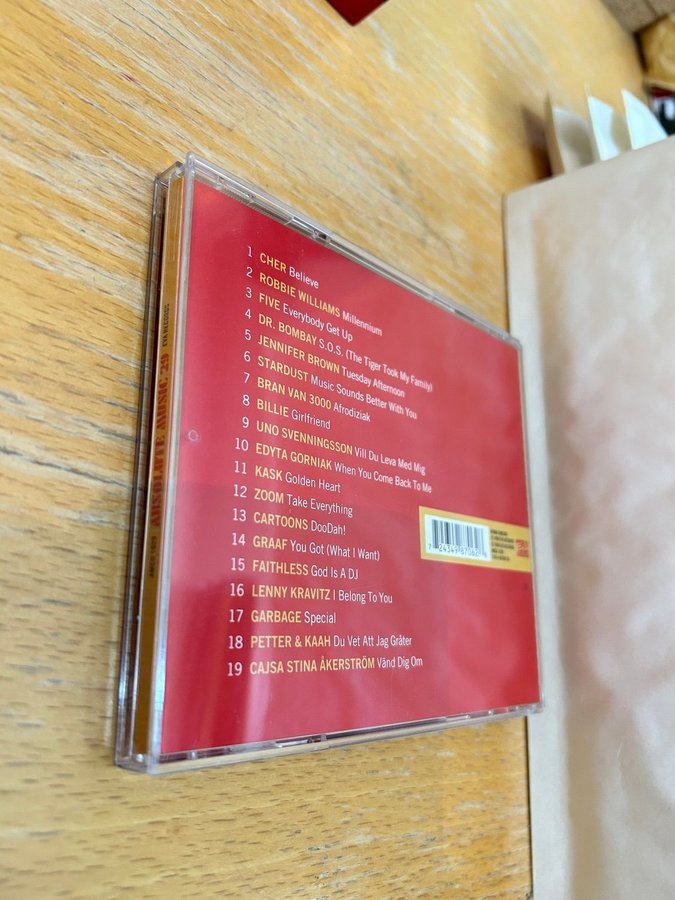 1 CHER Believe
2 ROBBIE WILLIAMS Millennium
3 FIVE Everybody Get Up
4 DR. BOMBAY S.O.S. (The Tiger Took My Family)
5 JENNIFER BROWN Tuesday Afternoon
6 STARDUST Music Sounds Better With You
7 BRAN VAN 3000 Afrodiziak
8 BILLIE Girlfriend
9 UNO SVENNINGSSON Vill Du Leva Med Mig
10 EDYTA GORNIAK When You Come Back To Me
11 KASK Golden Heart
12 ZOOM Take Everything
13 CARTOONS DooDah!
14 GRAAF You Got (What I Want)
15 FAITHLESS God Is A DJ
16 LENNY KRAVITZ I Belong To You
17 GARBAGE Special
18 PETTER & KAAH Du Vet Att Jag Gråter
19 CAJSA STINA ÅKERSTRÖM Vänd Dig Om
ABSOLUTE MUSIC 29
EVA RECORDS